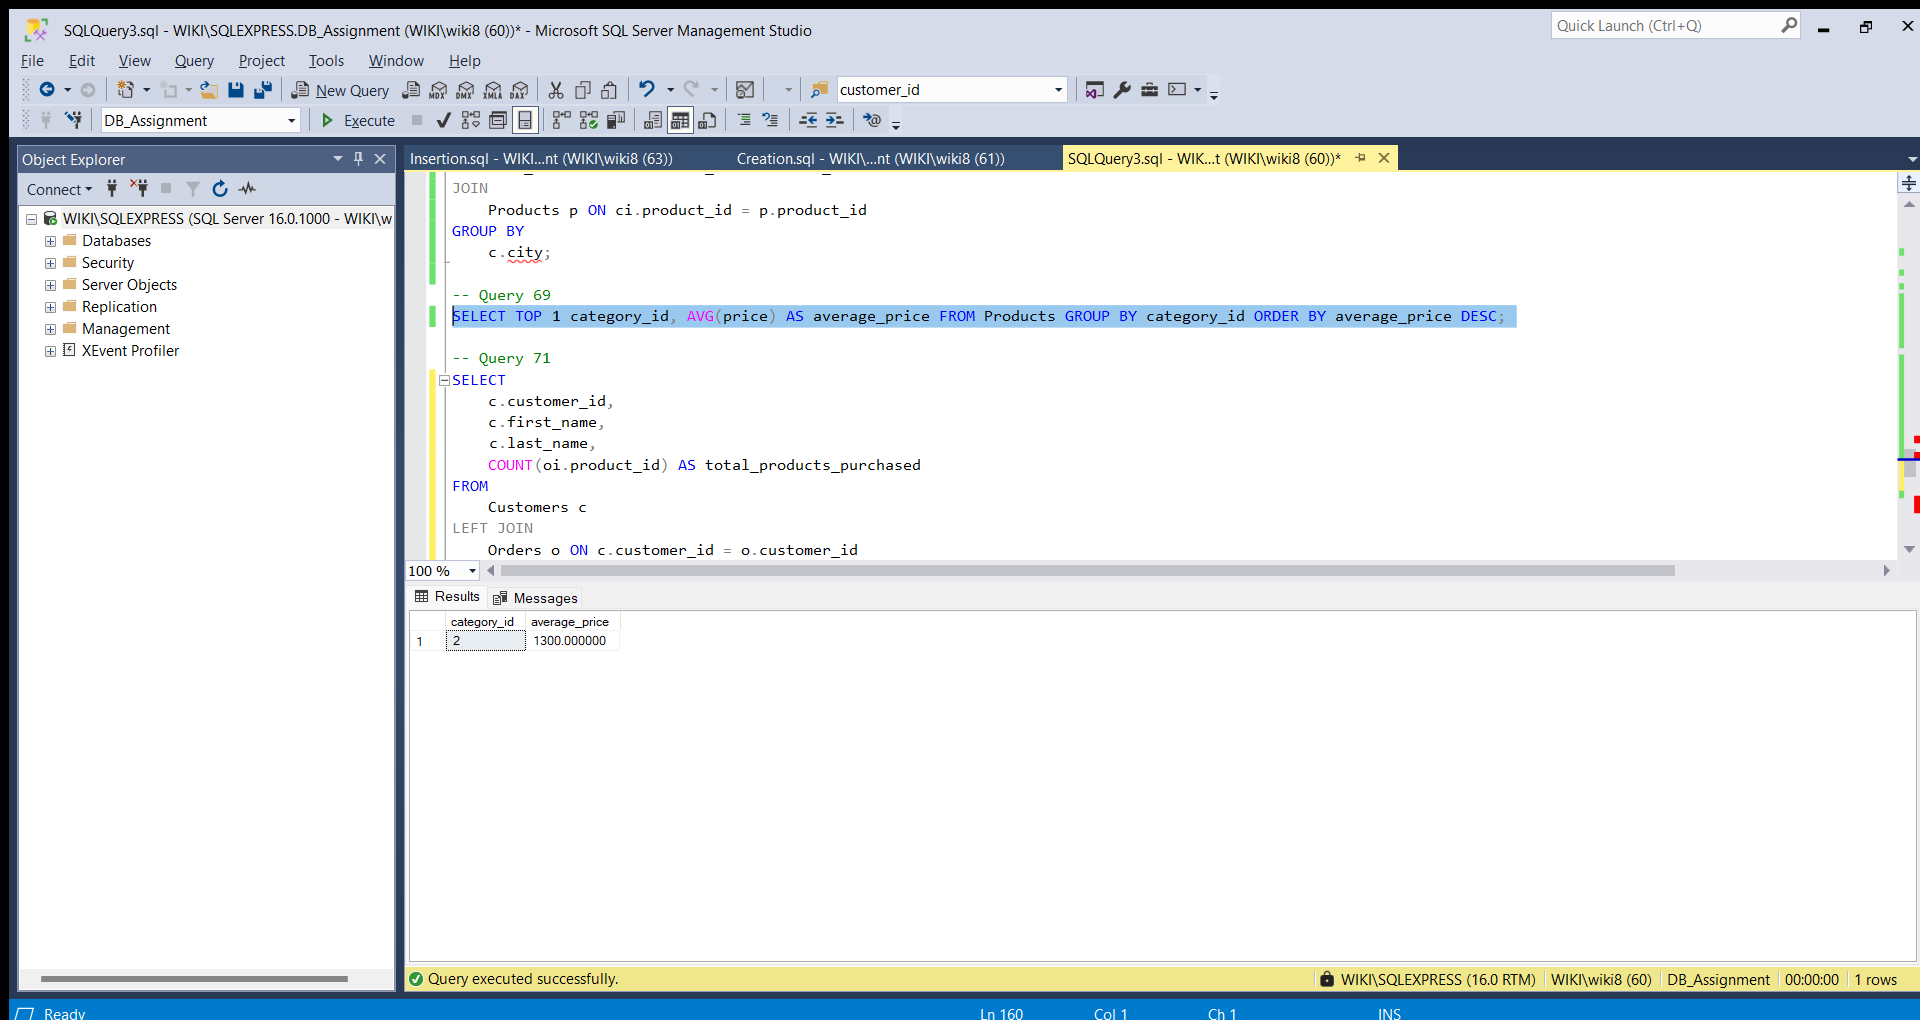 SQLQuery3.sql - WIKI\SQLEXPRESS.DB_Assignment (WIKI\wiki8 (60))* - Microsoft SQL Server Management Studio
Quick Launch (Ctrl+Q)
File Edit View Query Project Tools Window Help
New Query MDX DMX XMLA DAX customer_id
DB_Assignment Execute
Object Explorer
Connect
WIKI\SQLEXPRESS (SQL Server 16.0.1000 - WIKI\w
Databases
Security
Server Objects
Replication
Management
XEvent Profiler
Insertion.sql - WIKI...nt (WIKI\wiki8 (63)) Creation.sql - WIKI\...nt (WIKI\wiki8 (61)) SQLQuery3.sql - WIK...t (WIKI\wiki8 (60))*
JOIN
Products p ON ci.product_id = p.product_id
GROUP BY
c.city;
-- Query 69
SELECT TOP 1 category_id, AVG(price) AS average_price FROM Products GROUP BY category_id ORDER BY average_price DESC;
-- Query 71
SELECT
c.customer_id,
c.first_name,
c.last_name,
COUNT(oi.product_id) AS total_products_purchased
FROM
Customers c
LEFT JOIN
Orders o ON c.customer_id = o.customer_id
100 %
Results Messages
category_id average_price
1 2 1300.000000
Query executed successfully.
WIKI\SQLEXPRESS (16.0 RTM) WIKI\wiki8 (60) DB_Assignment 00:00:00 1 rows
Ready Ln 160 Col 1 Ch 1 INS